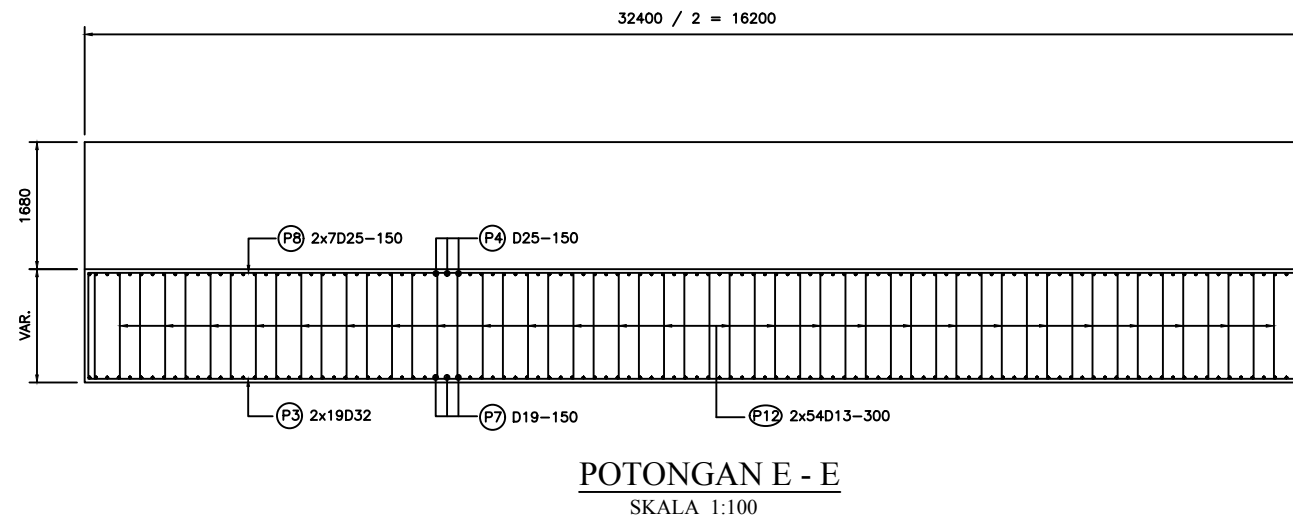 32400 / 2 = 16200
1680
P8 2x7D25-150
P4 D25-150
VAR.
P3 2x19D32
P7 D19-150
P12 2x54D13-300
POTONGAN E - E
SKALA 1:100